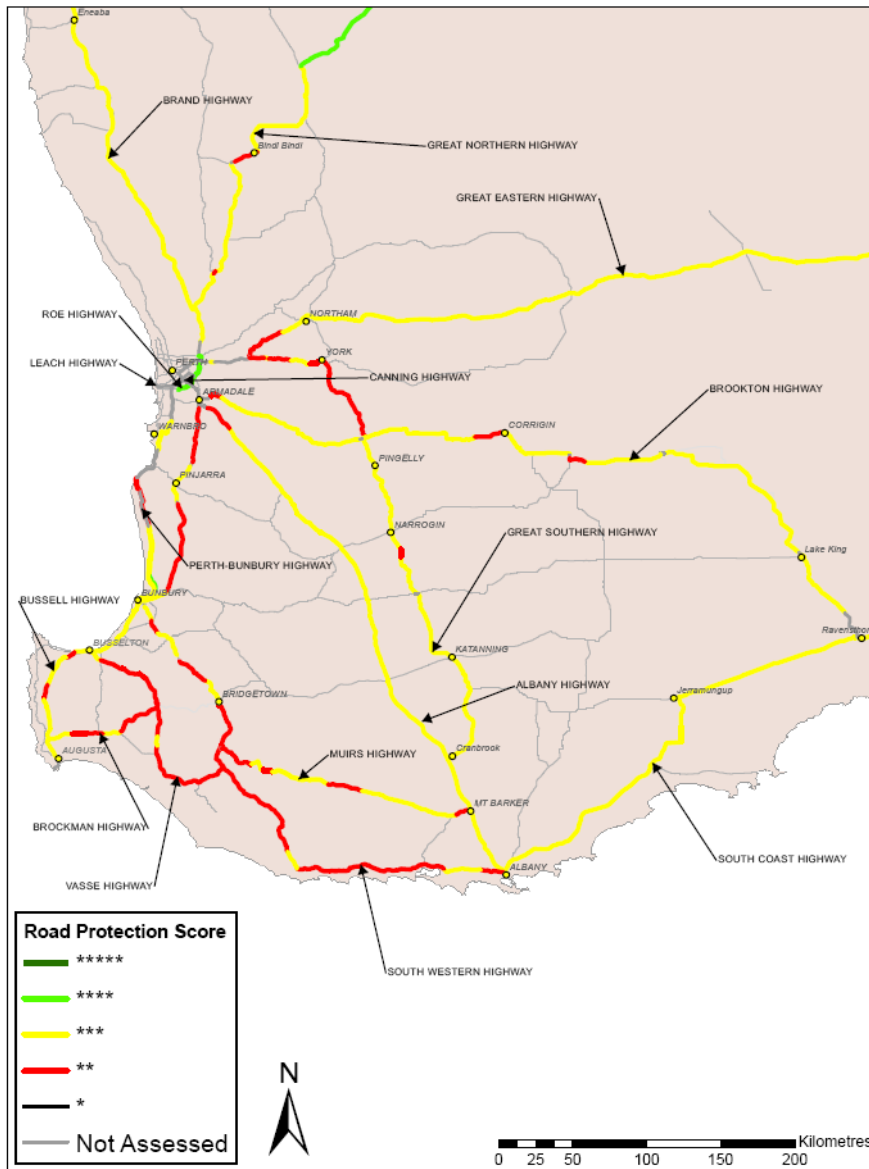 Eneaba
BRAND HIGHWAY
GREAT NORTHERN HIGHWAY
Bindi Bindi
GREAT EASTERN HIGHWAY
ROE HIGHWAY
NORTHAM
LEACH HIGHWAY
PERTH
YORK
CANNING HIGHWAY
ARMADALE
BROOKTON HIGHWAY
WARNBRO
CORRIGIN
PINGELLY
PINJARRA
NARROGIN
GREAT SOUTHERN HIGHWAY
PERTH-BUNBURY HIGHWAY
Lake King
BUSSELL HIGHWAY
BUNBURY
Ravensthor
BUSSELTON
KATANNING
ALBANY HIGHWAY
BRIDGETOWN
Jerramungup
MUIRS HIGHWAY
Cranbrook
AUGUSTA
BROCKMAN HIGHWAY
MT BARKER
SOUTH COAST HIGHWAY
VASSE HIGHWAY
ALBANY
SOUTH WESTERN HIGHWAY
Road Protection Score
*****
****
***
**
*
Not Assessed
N
Kilometres
0 25 50 100 150 200